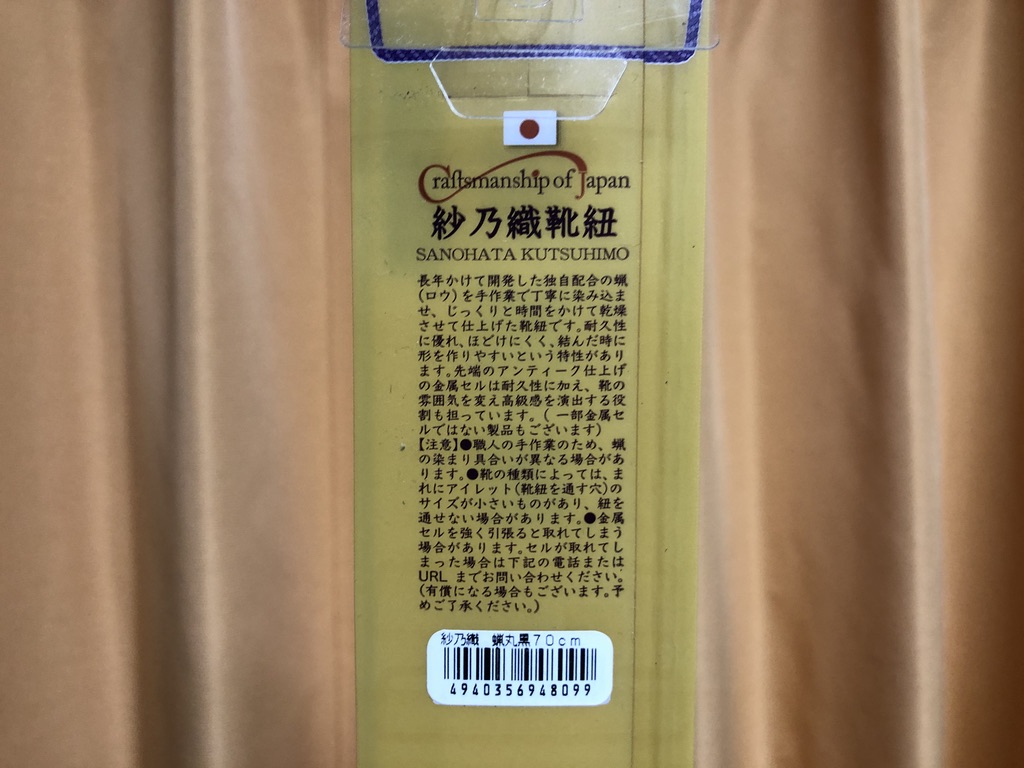 Craftsmanship of Japan
紗乃織靴紐
SANOHATA KUTSUHIMO
長年かけて開発した独自配合の蝋
(ロウ)を手作業で丁寧に染み込ま
せ、じっくりと時間をかけて乾燥
させて仕上げた靴紐です。耐久性
に優れ、ほどけにくく、結んだ時に
形を作りやすいという特性があり
ます。先端のアンティーク仕上げ
の金属セルは耐久性に加え、靴の
雰囲気を変え高級感を演出する役
割も担っています。(一部金属セ
ルではない製品もございます)
【注意】●職人の手作業のため、蝋
の染まり具合いが異なる場合があ
ります。●靴の種類によっては、ま
れにアイレット(靴紐を通す穴)の
サイズが小さいものがあり、紐を
通せない場合があります。●金属
セルを強く引張ると取れてしまう
場合があります。セルが取れてし
まった場合は下記の電話または
URL までお問い合わせください。
(有償になる場合もございます。予
めご了承ください。)
紗乃織 蝋丸黒70cm
4940356948099